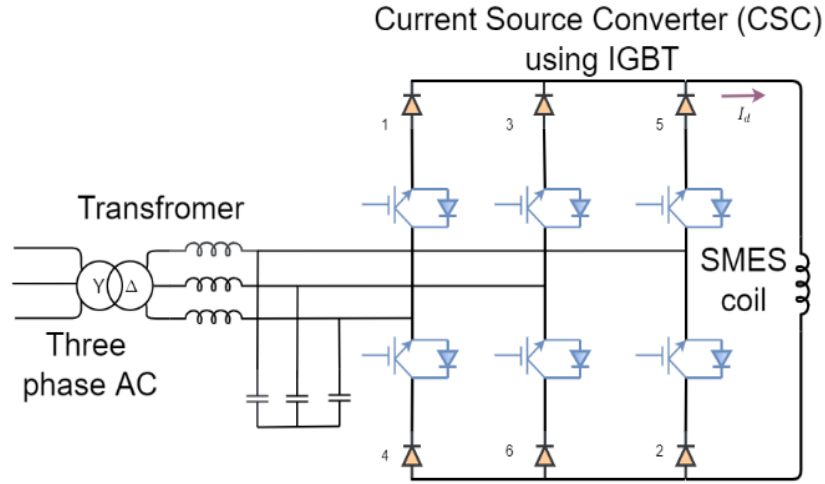 Current Source Converter (CSC)
using IGBT
1
3
5
I_d
Transfromer
Y
Δ
SMES
coil
Three
phase AC
4
6
2